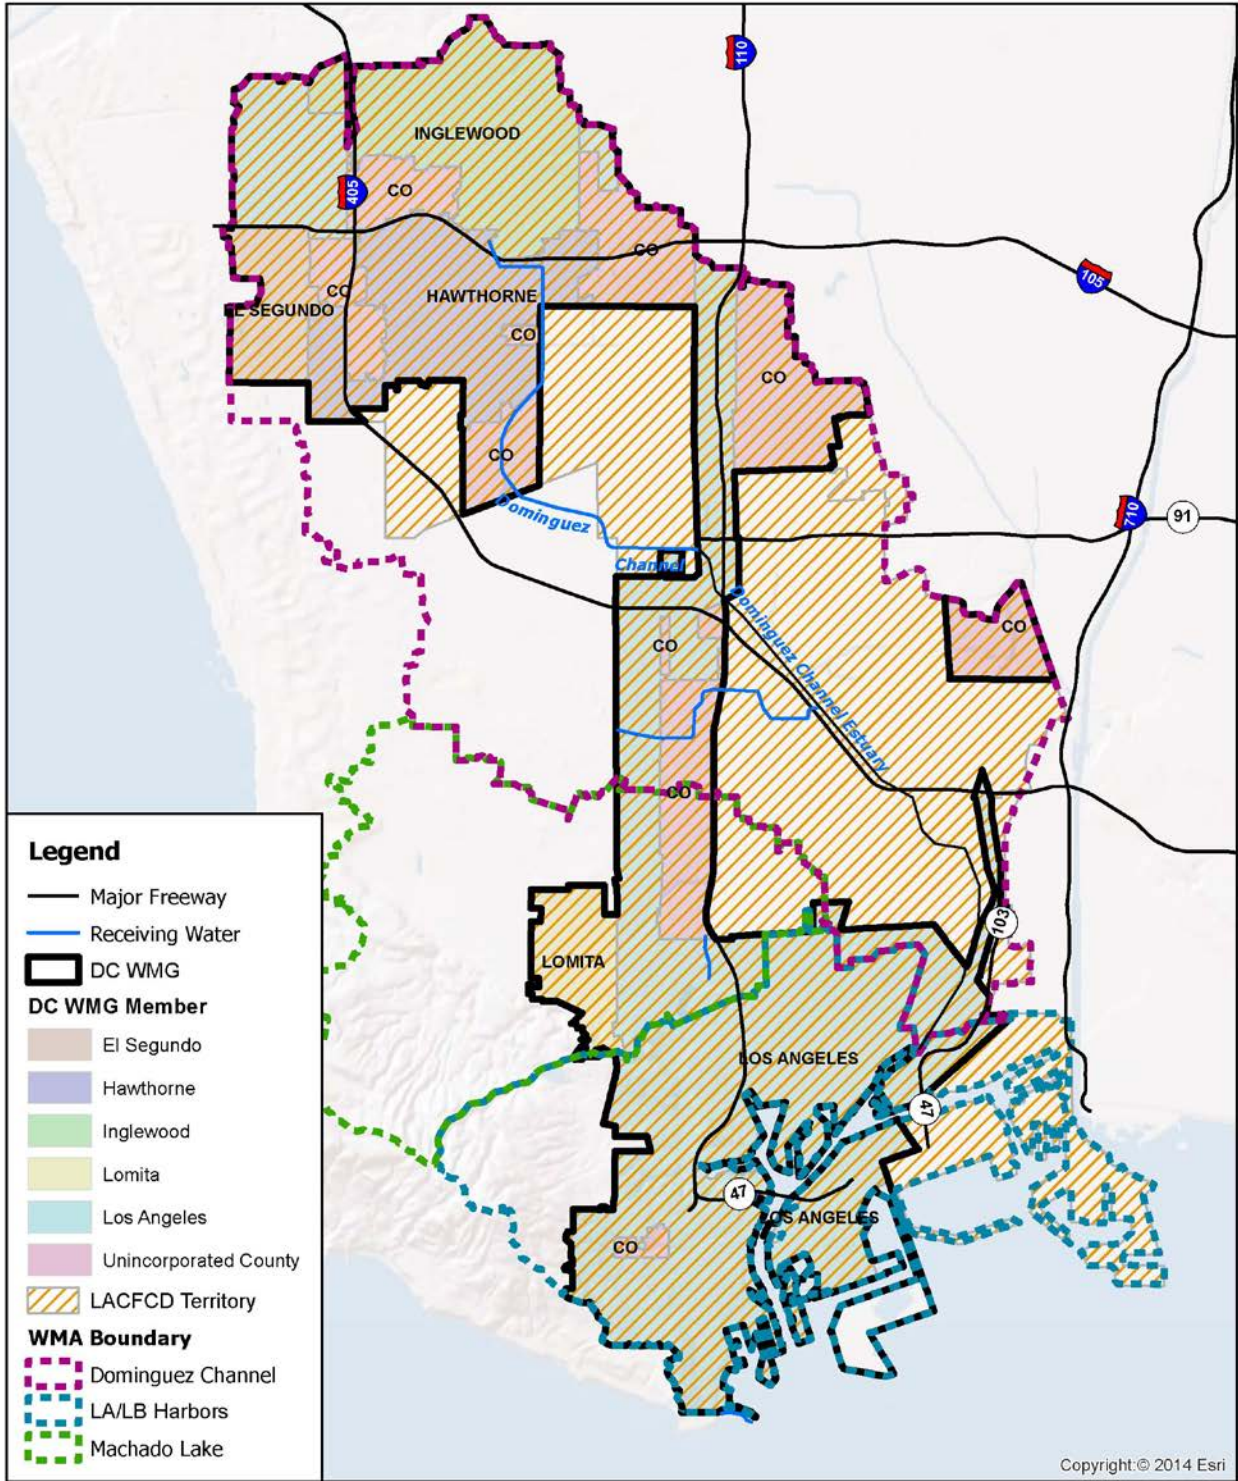 110
INGLEWOOD
405
CO
CO
105
CO
HAWTHORNE
EL SEGUNDO
CO
CO
CO
710
91
Dominguez
Channel
Dominguez Channel Estuary
CO
CO
CO
103
LOMITA
LOS ANGELES
47
47
LOS ANGELES
CO
Legend
Major Freeway
Receiving Water
DC WMG
DC WMG Member
El Segundo
Hawthorne
Inglewood
Lomita
Los Angeles
Unincorporated County
LACFCD Territory
WMA Boundary
Dominguez Channel
LA/LB Harbors
Machado Lake
Copyright:© 2014 Esri